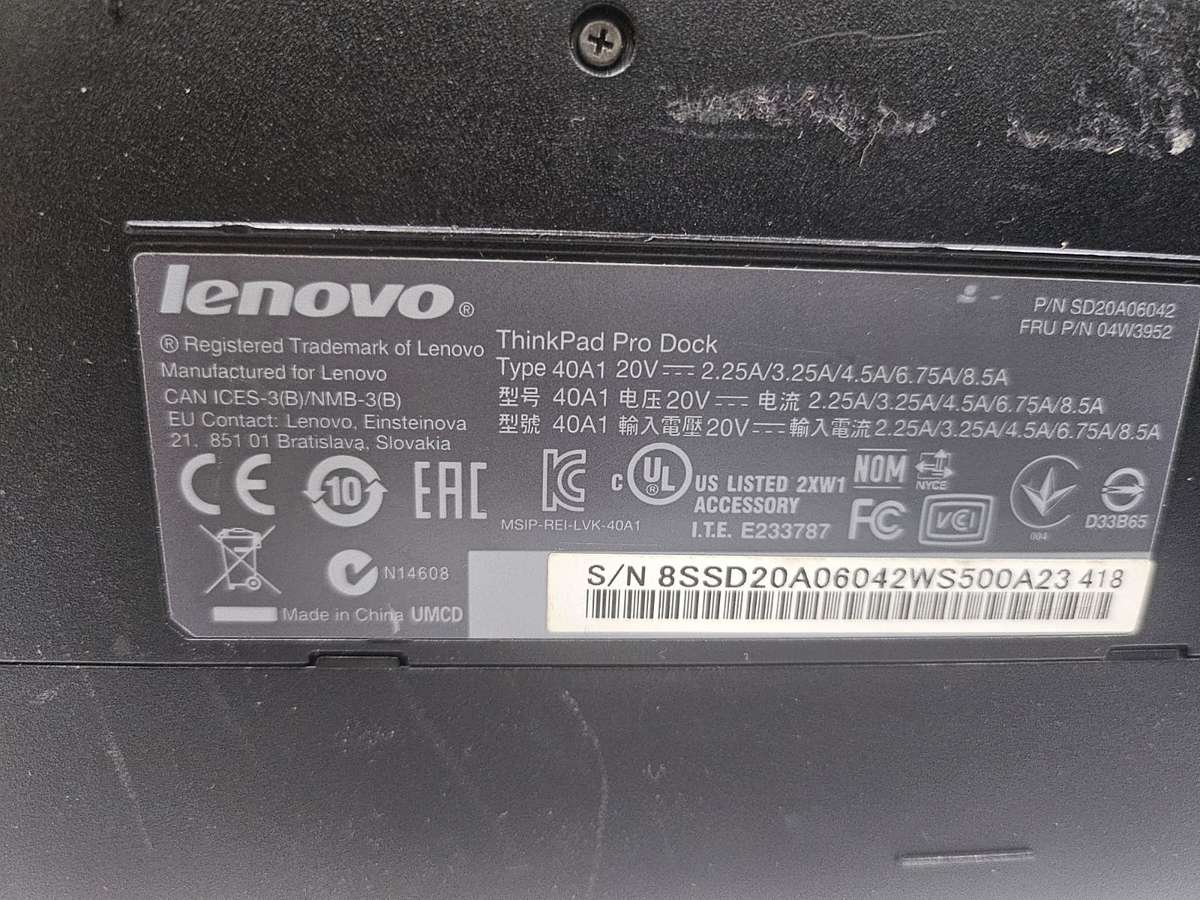 lenovo®
P/N SD20A06042
FRU P/N 04W3952
® Registered Trademark of Lenovo
Manufactured for Lenovo
CAN ICES-3(B)/NMB-3(B)
EU Contact: Lenovo, Einsteinova
21, 851 01 Bratislava, Slovakia
ThinkPad Pro Dock
Type 40A1 20V⎓ 2.25A/3.25A/4.5A/6.75A/8.5A
型号 40A1 电压20V⎓ 电流 2.25A/3.25A/4.5A/6.75A/8.5A
型號 40A1 輸入電壓20V⎓輸入電流 2.25A/3.25A/4.5A/6.75A/8.5A
CE
10
EAC
KC
MSIP-REI-LVK-40A1
C UL ® US LISTED 2XW1
ACCESSORY
I.T.E. E233787
NOM
NYCE
FC
VCI
004
D33B65
N14608
Made in China UMCD
S/N 8SSD20A06042WS500A23 418